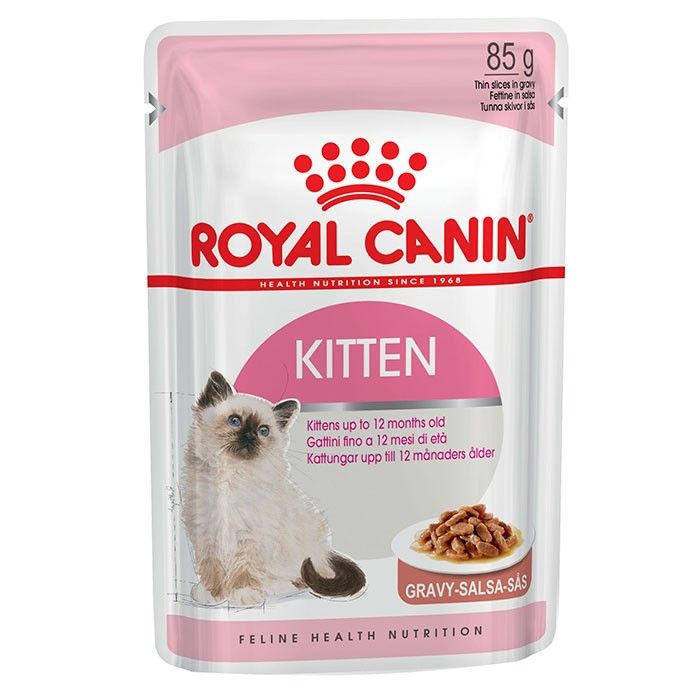 85 g
Thin slices in gravy
Fettine in salsa
Tunna skivor i sås
ROYAL CANIN®
HEALTH NUTRITION SINCE 1968
KITTEN
Kittens up to 12 months old
Gattini fino a 12 mesi di età
Kattungar upp till 12 månaders ålder
GRAVY-SALSA-SÅS
FELINE HEALTH NUTRITION